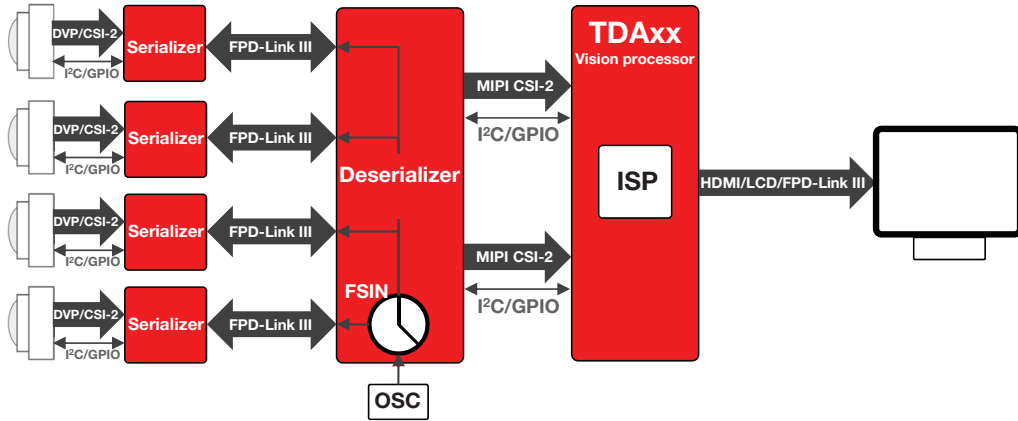 DVP/CSI-2
I²C/GPIO
Serializer
FPD-Link III
DVP/CSI-2
I²C/GPIO
Serializer
FPD-Link III
DVP/CSI-2
I²C/GPIO
Serializer
FPD-Link III
DVP/CSI-2
I²C/GPIO
Serializer
FPD-Link III
Deserializer
FSIN
OSC
MIPI CSI-2
I²C/GPIO
MIPI CSI-2
I²C/GPIO
TDAxx
Vision processor
ISP
HDMI/LCD/FPD-Link III